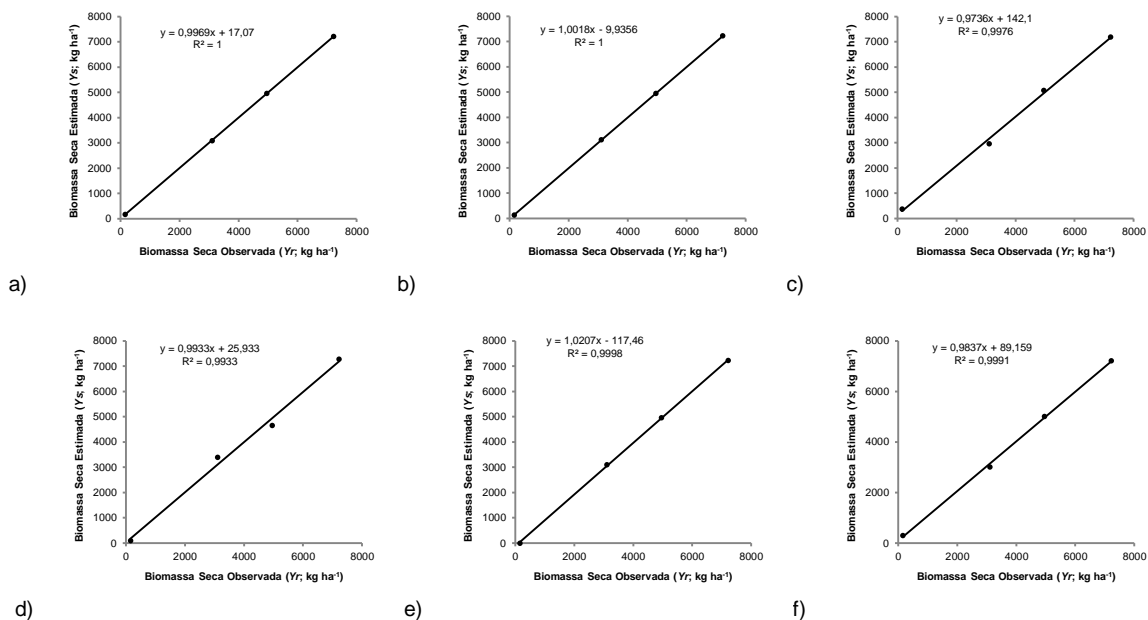 8000
7000
6000
5000
4000
3000
2000
1000
0
0 2000 4000 6000 8000
Biomassa Seca Estimada (Ys; kg ha⁻¹)
Biomassa Seca Observada (Yr; kg ha⁻¹)
y = 0,9969x + 17,07
R² = 1
a)
8000
7000
6000
5000
4000
3000
2000
1000
0
0 2000 4000 6000 8000
Biomassa Seca Estimada (Ys; kg ha⁻¹)
Biomassa Seca Observada (Yr; kg ha⁻¹)
y = 1,0018x - 9,9356
R² = 1
b)
8000
7000
6000
5000
4000
3000
2000
1000
0
0 2000 4000 6000 8000
Biomassa Seca Estimada (Ys; kg ha⁻¹)
Biomassa Seca Observada (Yr; kg ha⁻¹)
y = 0,9736x + 142,1
R² = 0,9976
c)
8000
7000
6000
5000
4000
3000
2000
1000
0
0 2000 4000 6000 8000
Biomassa Seca Estimada (Ys; kg ha⁻¹)
Biomassa Seca Observada (Yr; kg ha⁻¹)
y = 0,9933x + 25,933
R² = 0,9933
d)
8000
7000
6000
5000
4000
3000
2000
1000
0
0 2000 4000 6000 8000
Biomassa Seca Estimada (Ys; kg ha⁻¹)
Biomassa Seca Observada (Yr; kg ha⁻¹)
y = 1,0207x - 117,46
R² = 0,9998
e)
8000
7000
6000
5000
4000
3000
2000
1000
0
0 2000 4000 6000 8000
Biomassa Seca Estimada (Ys; kg ha⁻¹)
Biomassa Seca Observada (Yr; kg ha⁻¹)
y = 0,9837x + 89,159
R² = 0,9991
f)